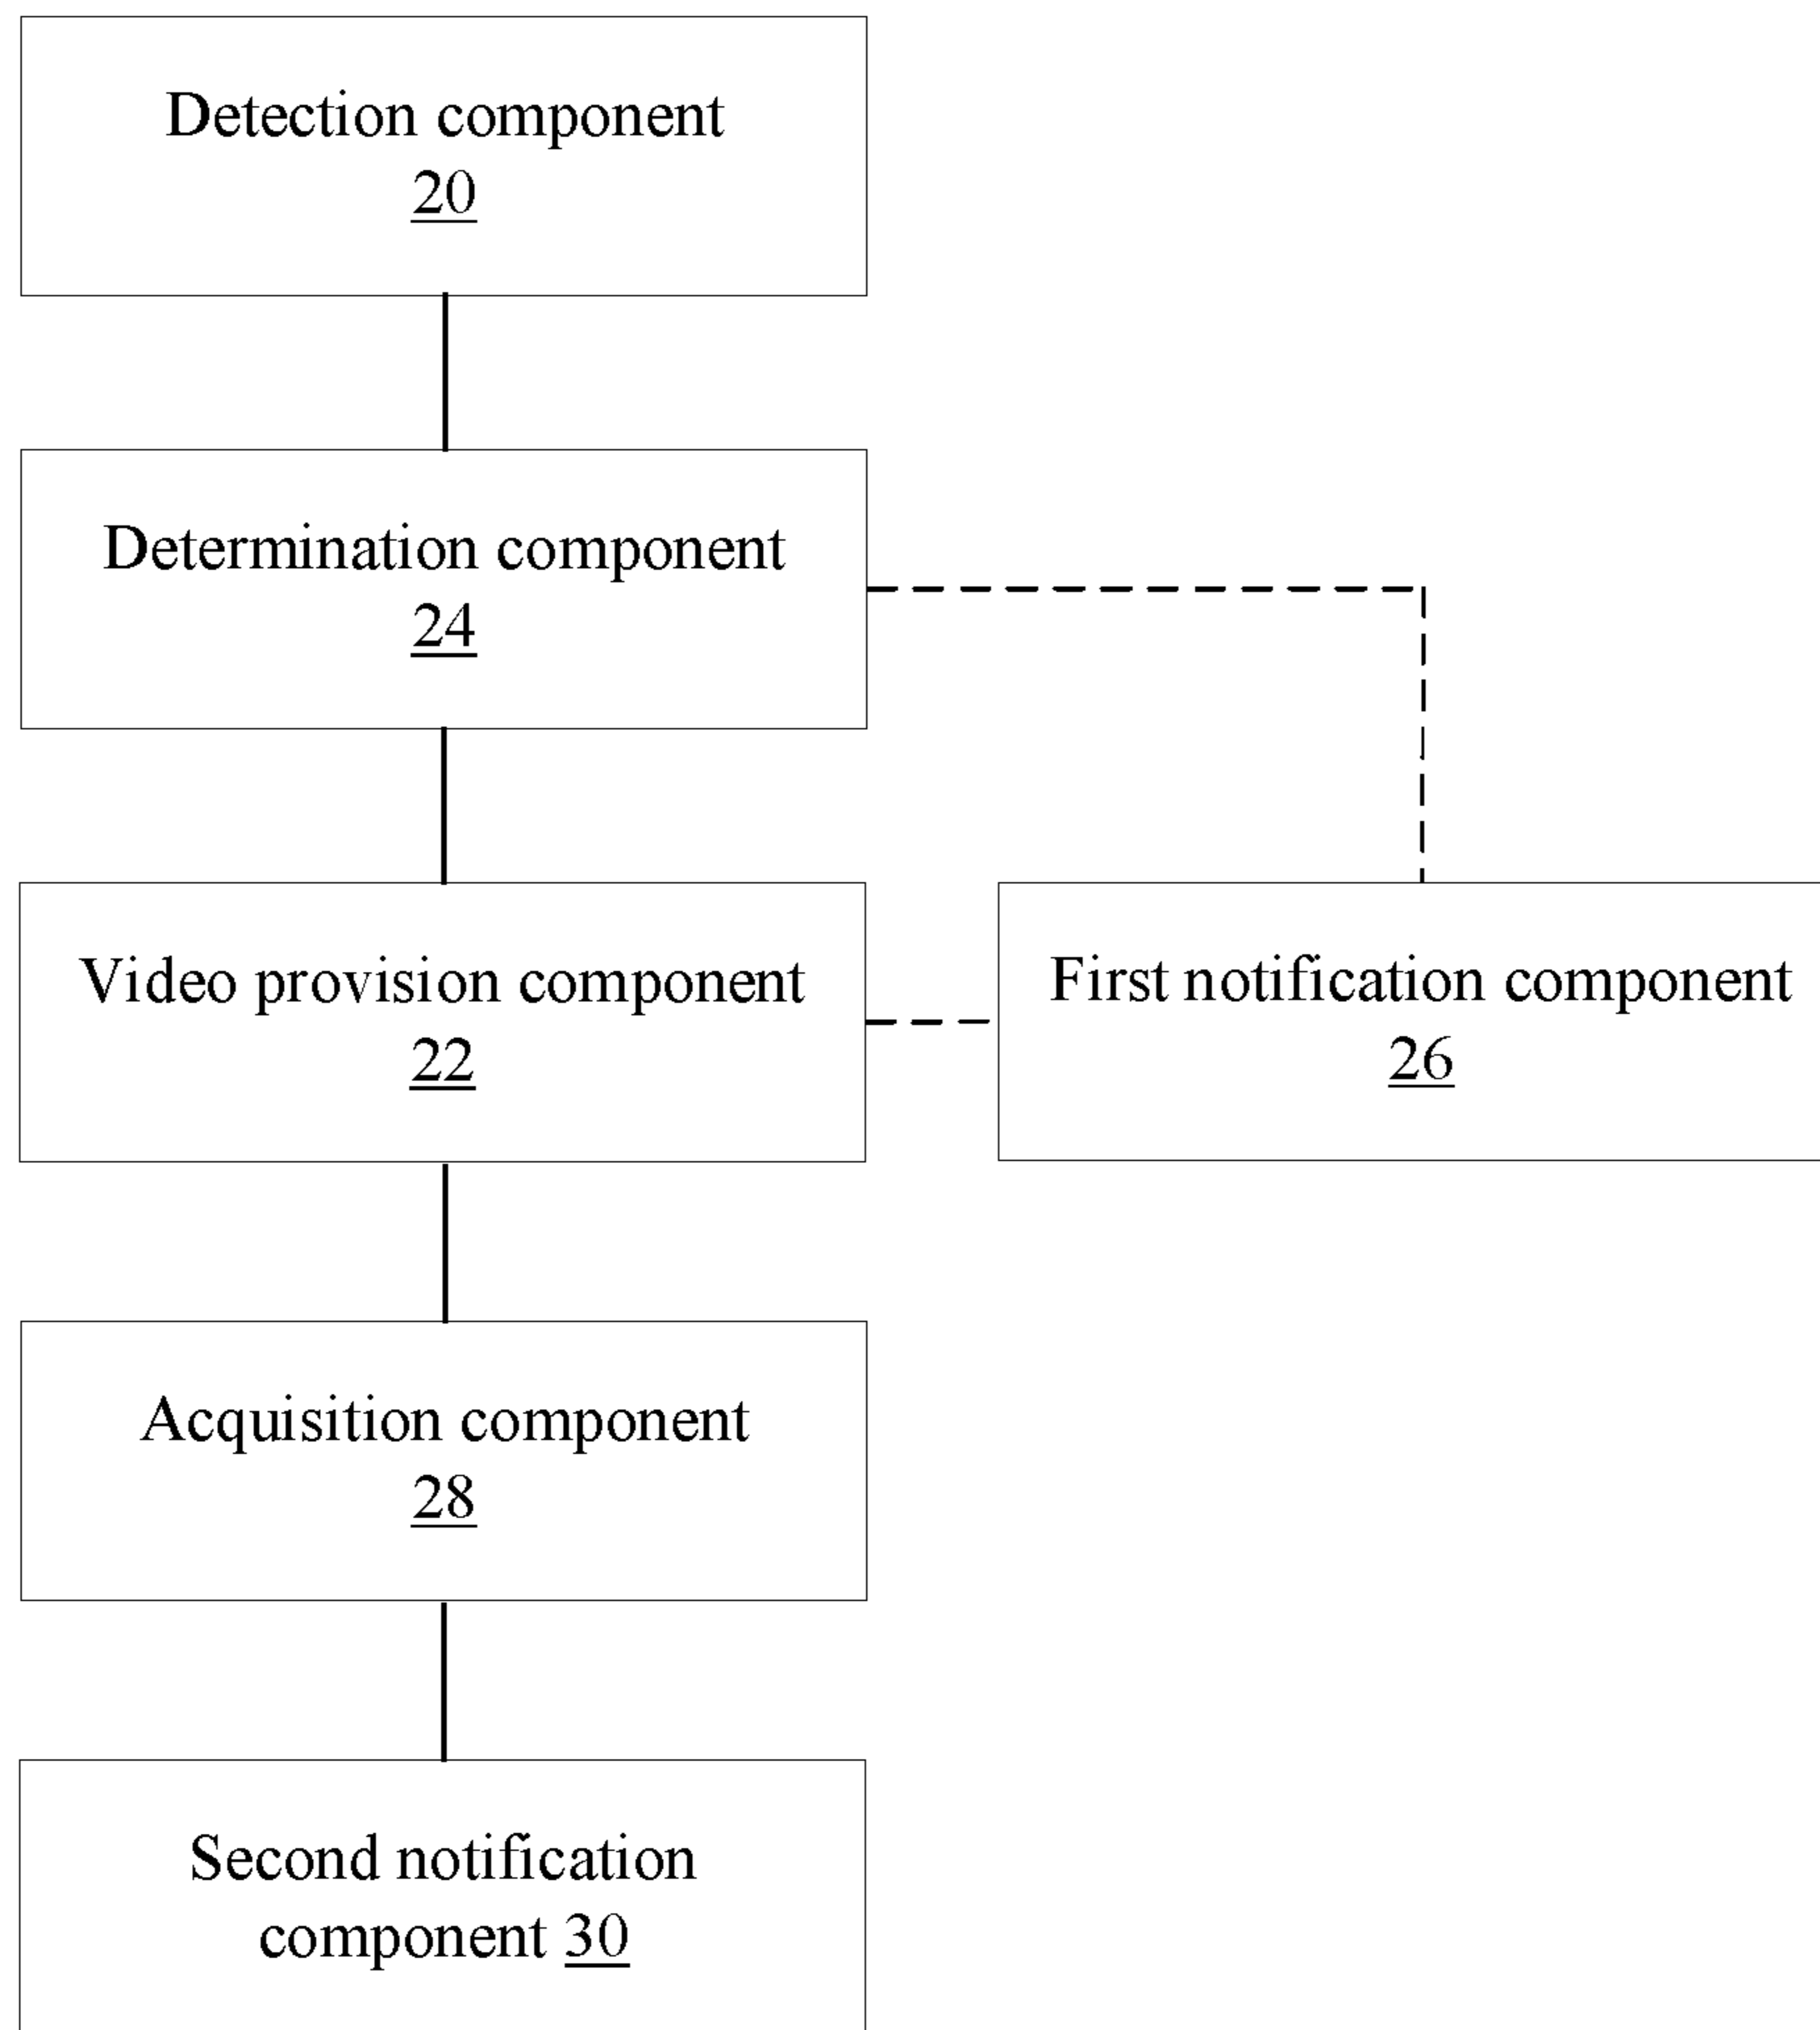 Detection component
20
Determination component
24
Video provision component
22
First notification component
26
Acquisition component
28
Second notification
component 30